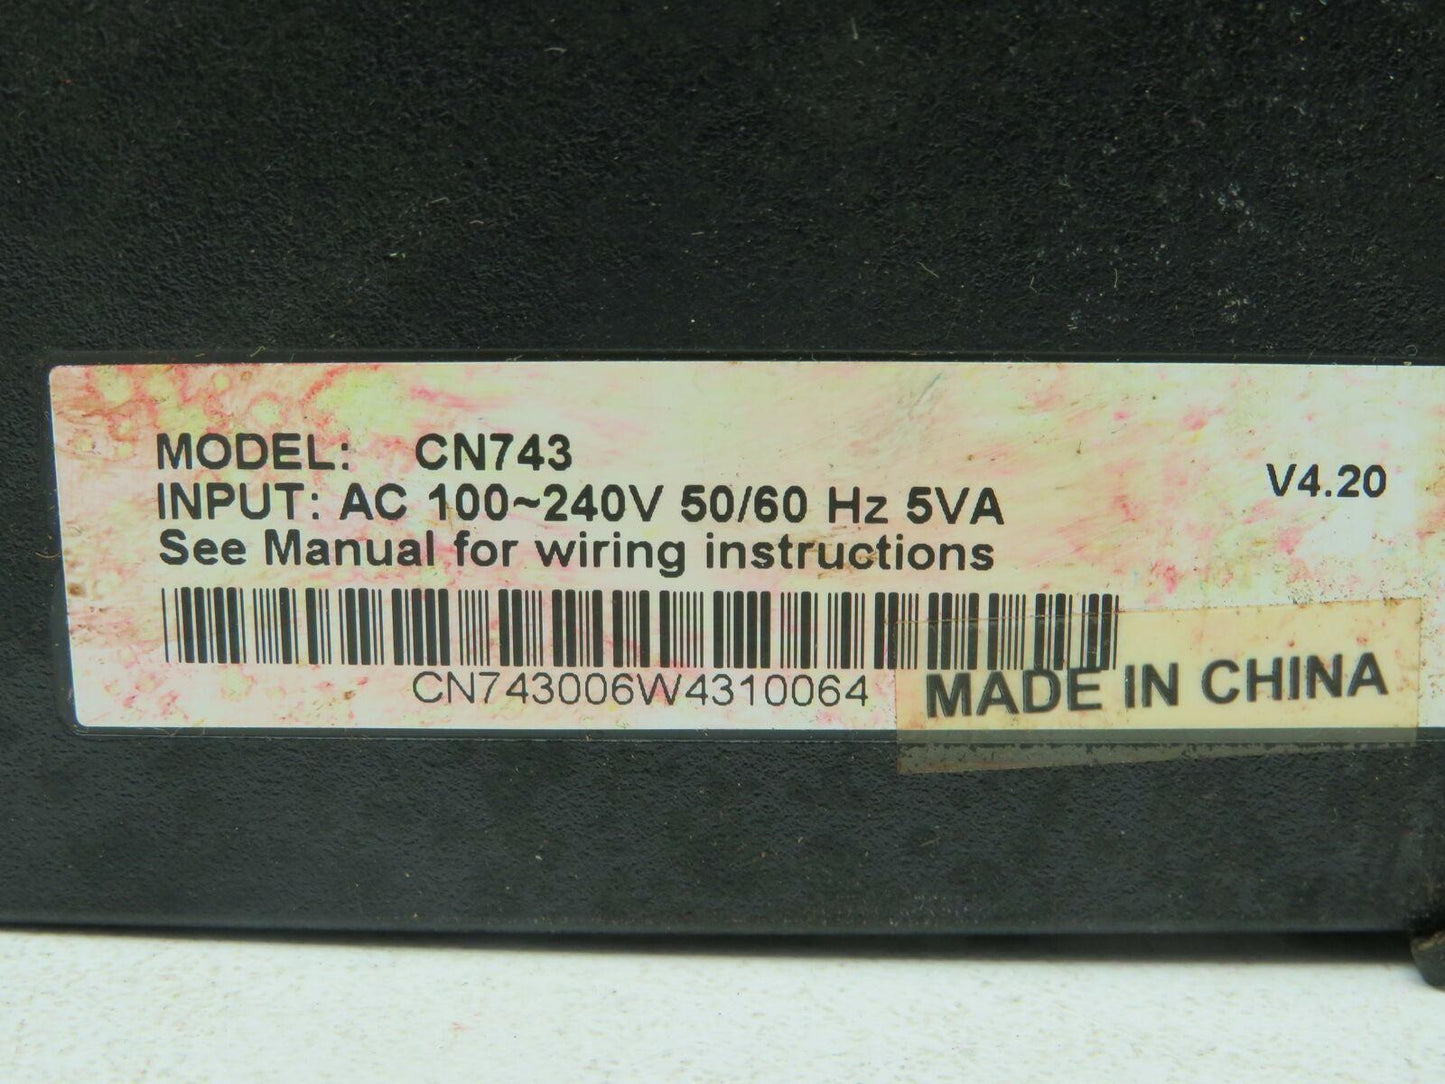 MODEL: CN743
INPUT: AC 100~240V 50/60 Hz 5VA
V4.20
See Manual for wiring instructions
CN743006W4310064
MADE IN CHINA